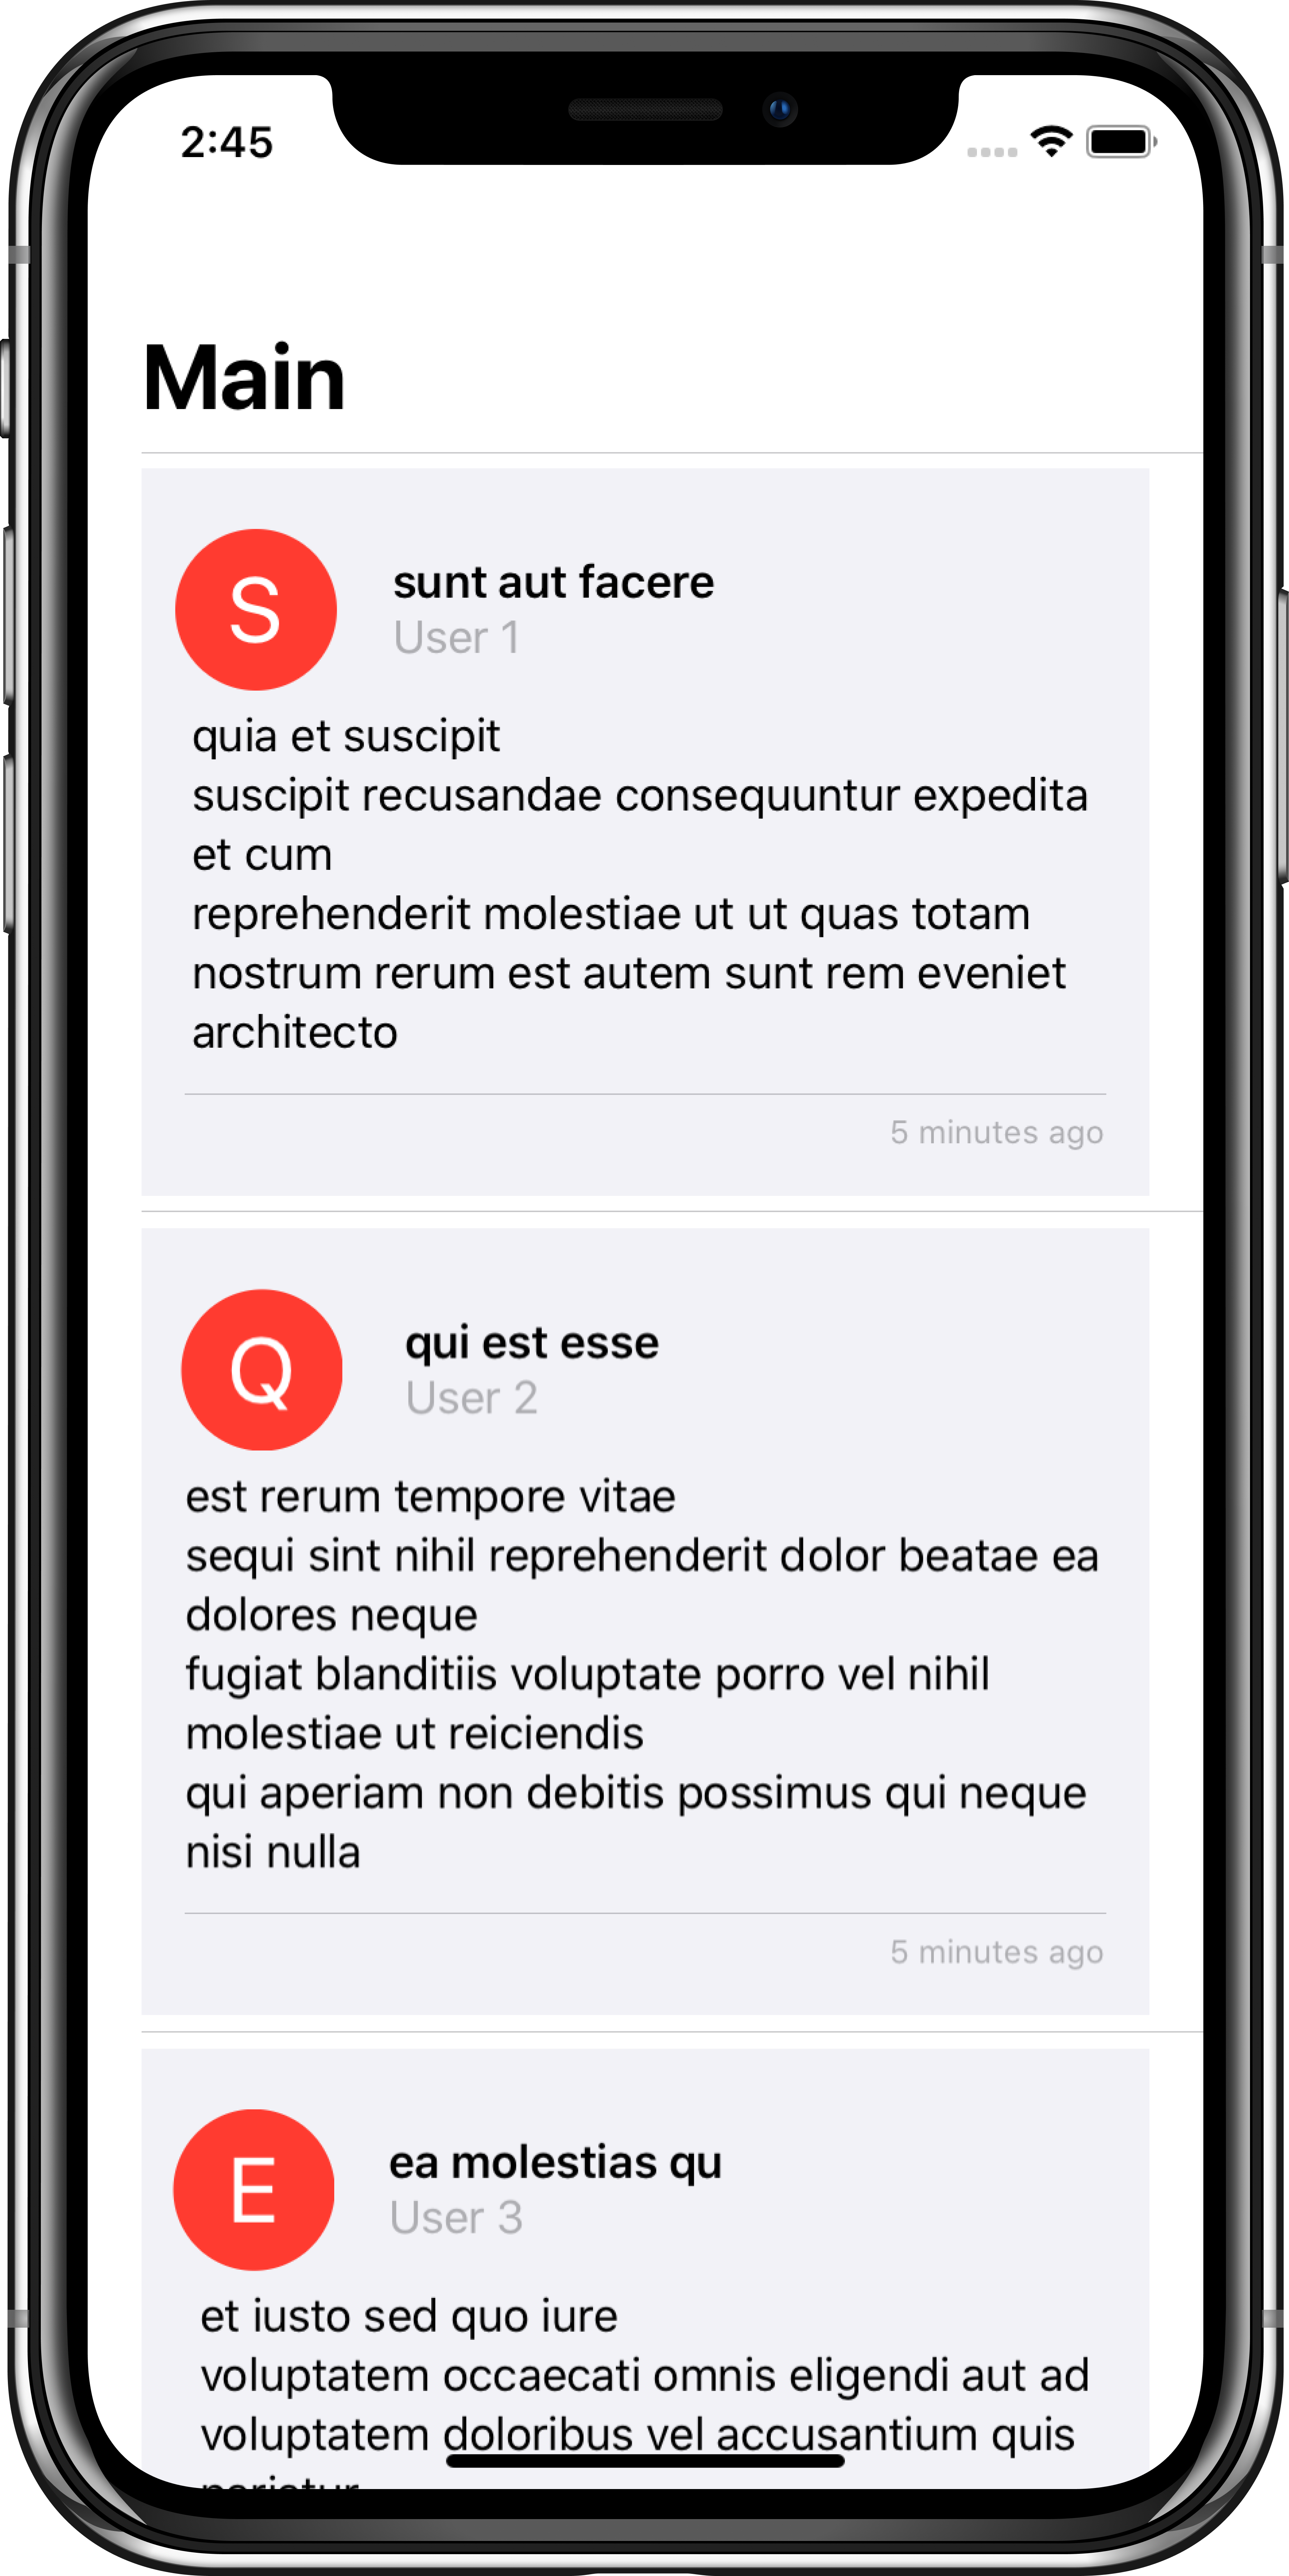 2:45
Main
S
sunt aut facere
User 1
quia et suscipit
suscipit recusandae consequuntur expedita
et cum
reprehenderit molestiae ut ut quas totam
nostrum rerum est autem sunt rem eveniet
architecto
5 minutes ago
Q
qui est esse
User 2
est rerum tempore vitae
sequi sint nihil reprehenderit dolor beatae ea
dolores neque
fugiat blanditiis voluptate porro vel nihil
molestiae ut reiciendis
qui aperiam non debitis possimus qui neque
nisi nulla
5 minutes ago
E
ea molestias qu
User 3
et iusto sed quo iure
voluptatem occaecati omnis eligendi aut ad
voluptatem doloribus vel accusantium quis